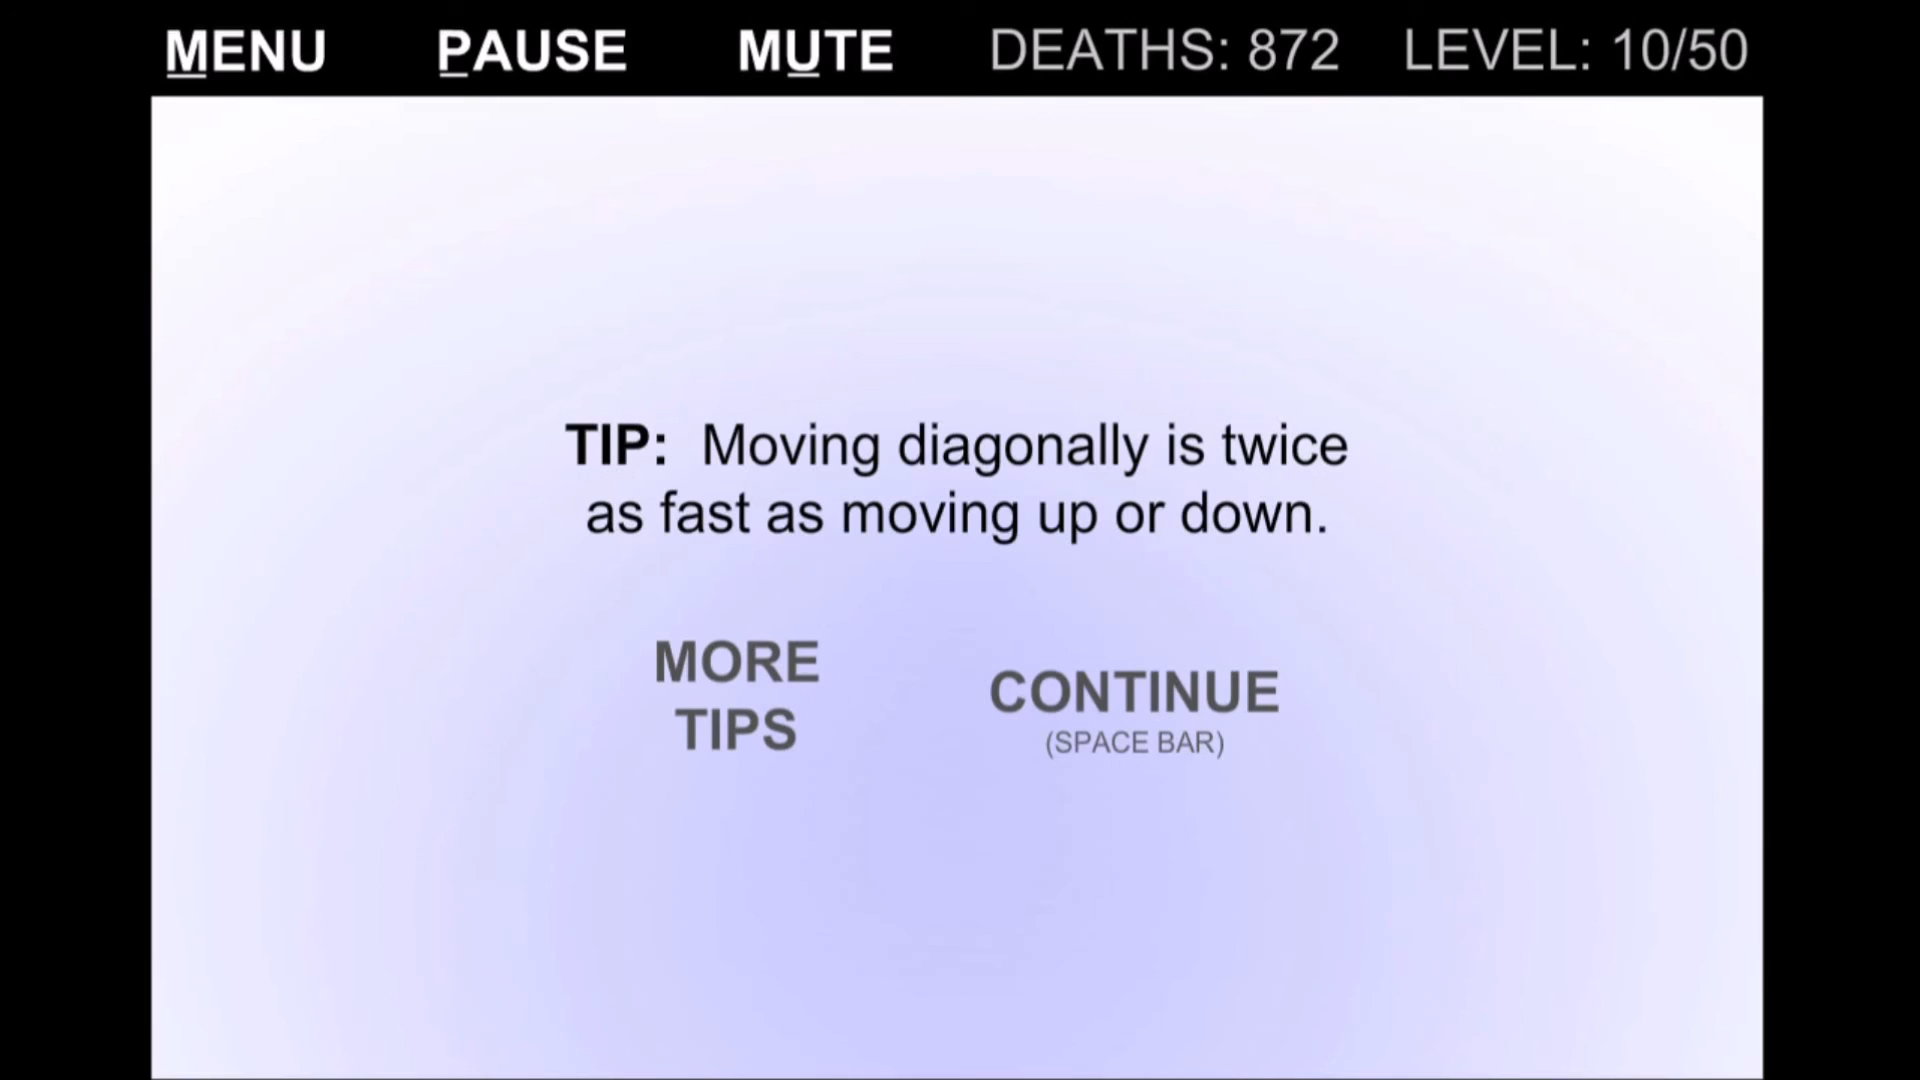 MENU PAUSE MUTE DEATHS: 872 LEVEL: 10/50
TIP: Moving diagonally is twice
as fast as moving up or down.
MORE
TIPS
CONTINUE
(SPACE BAR)